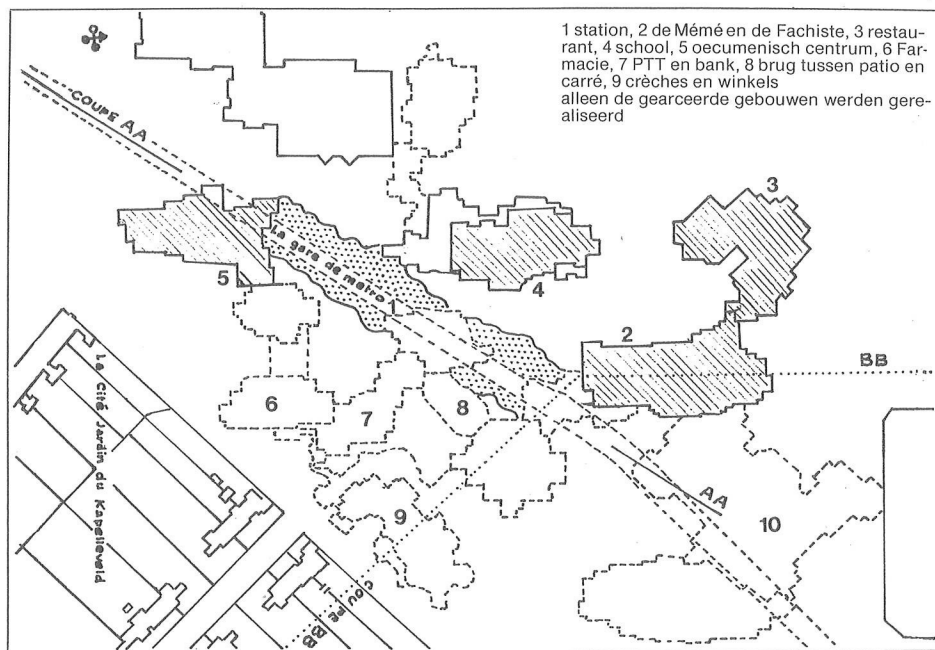 1 station, 2 de Mémé en de Fachiste, 3 restau-
rant, 4 school, 5 oecumenisch centrum, 6 Far-
macie, 7 PTT en bank, 8 brug tussen patio en
carré, 9 crèches en winkels
alleen de gearceerde gebouwen werden gere-
aliseerd
COUPE AA
3
La gare de metro
1
5
4
2
BB
La Cité Jardin du Kapelleveld
6
7
8
AA
9
10
COUPE BB